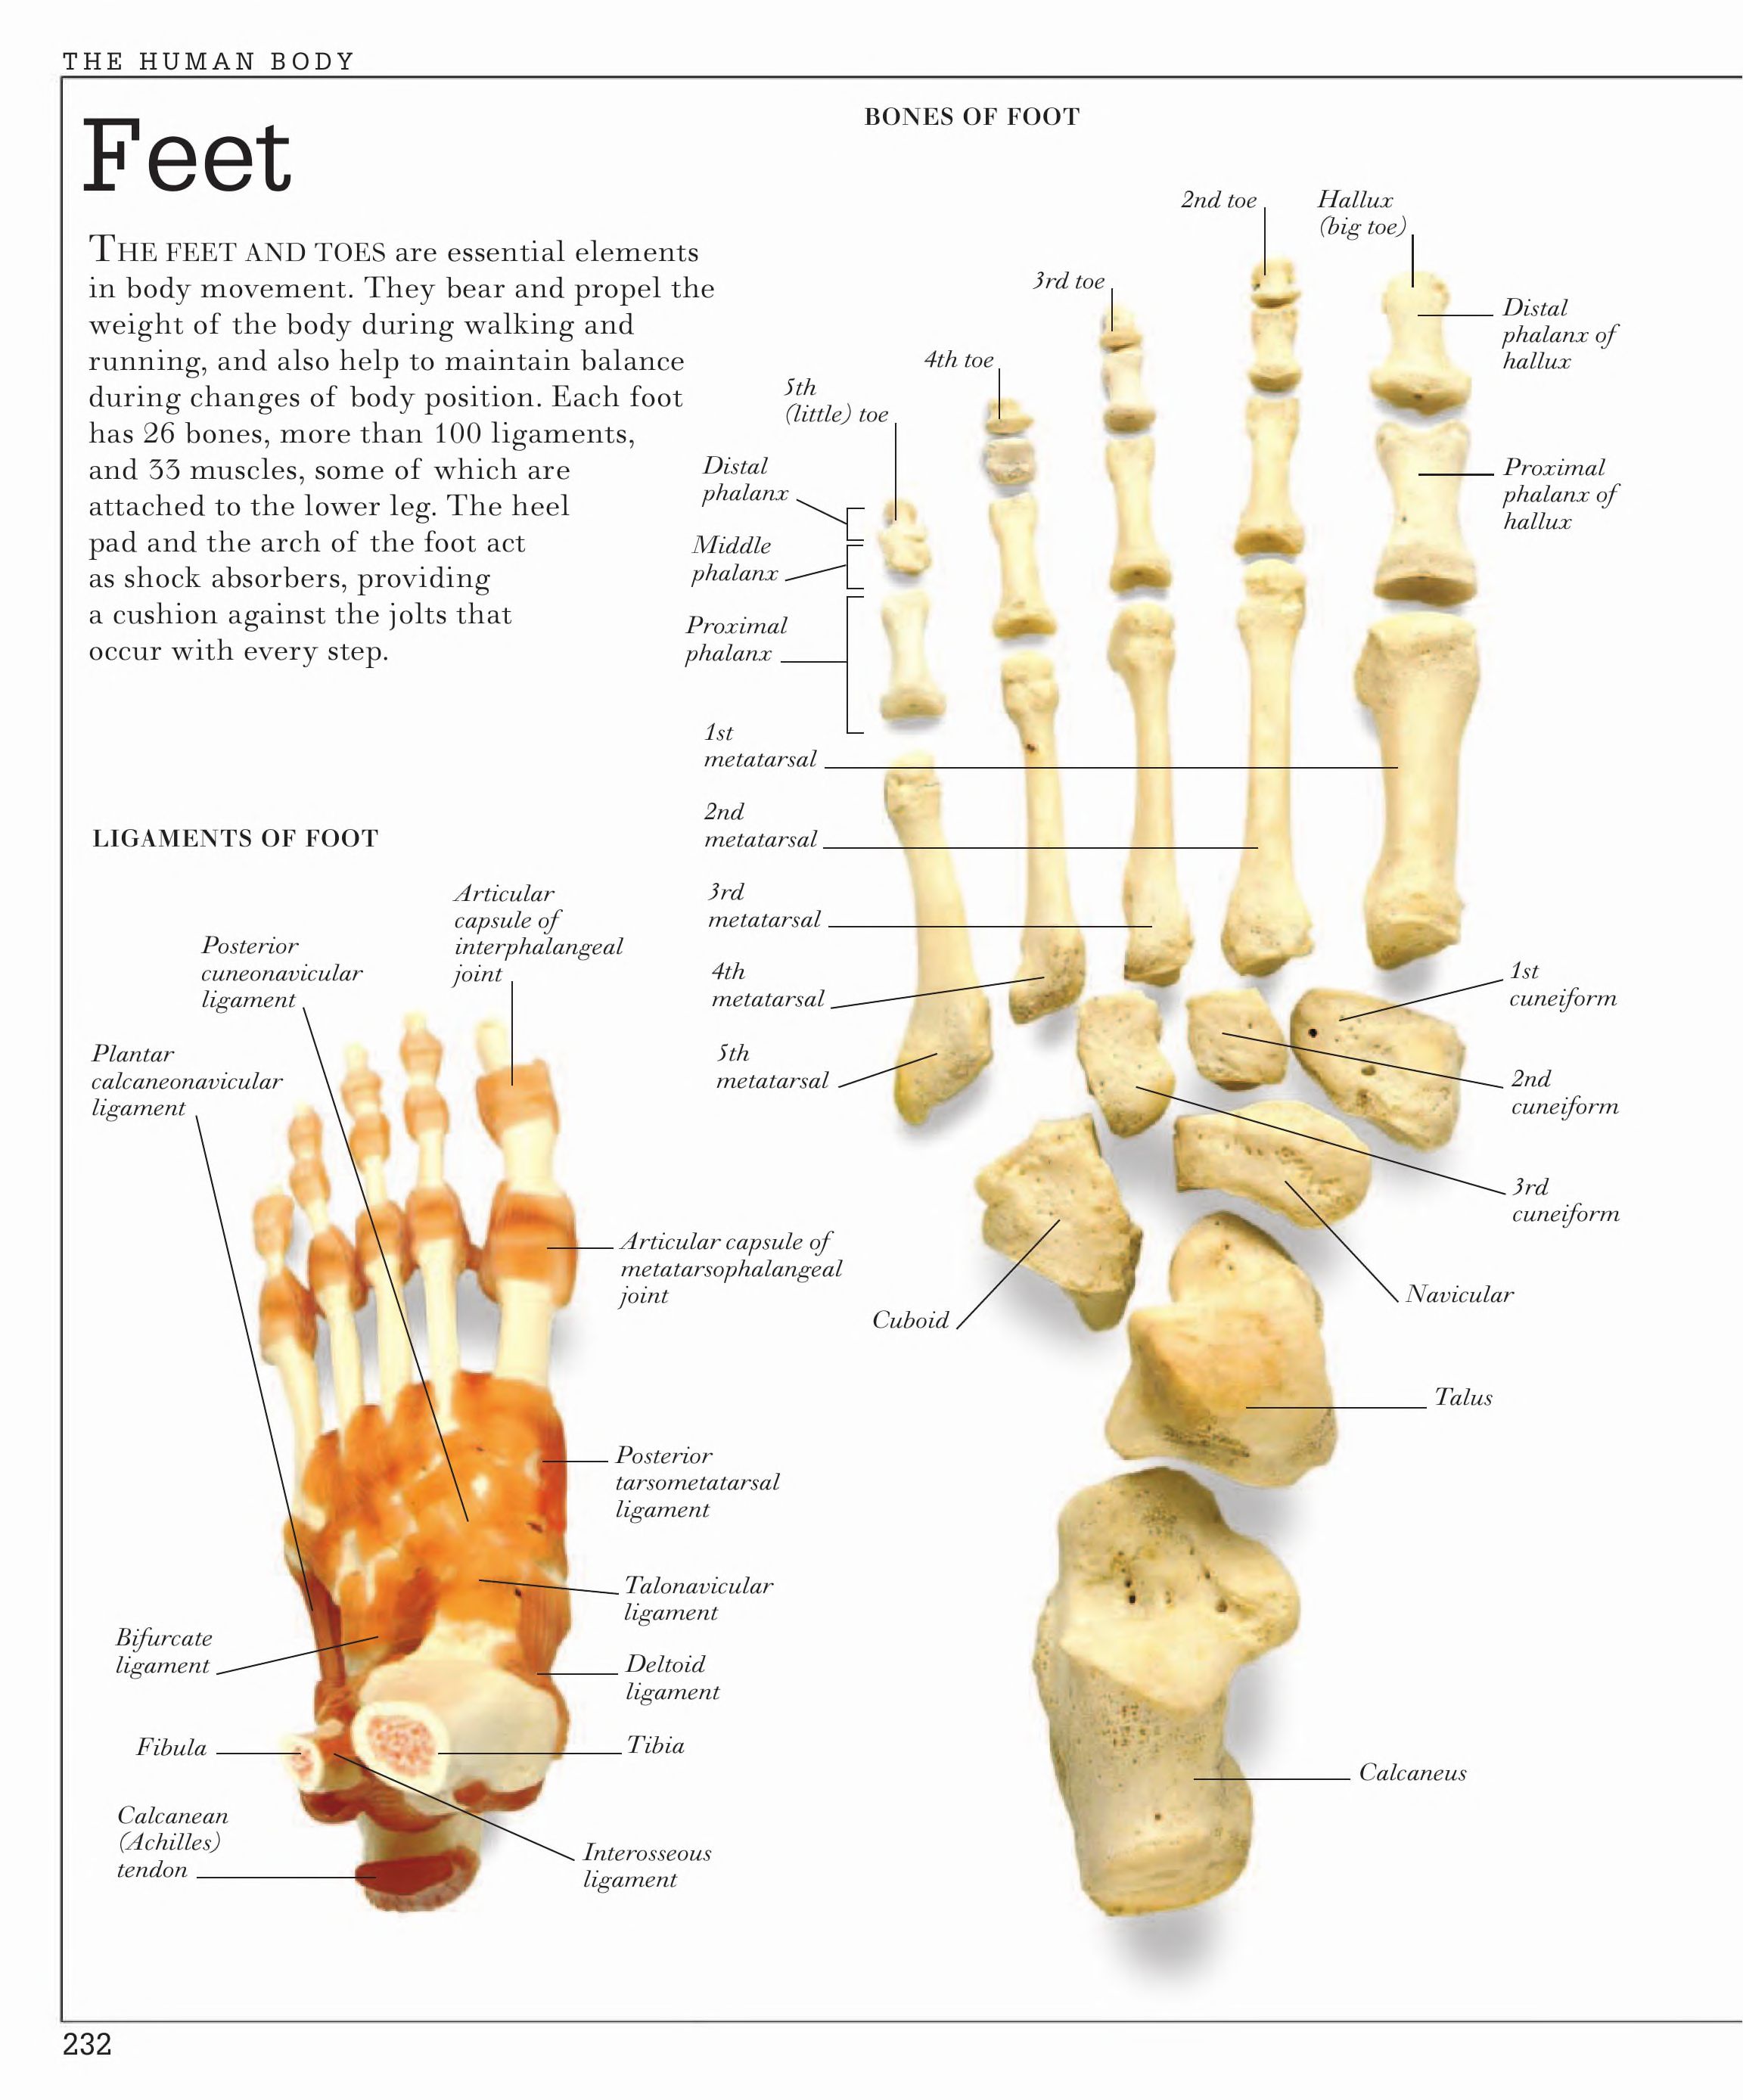 THE HUMAN BODY
Feet
THE FEET AND TOES are essential elements
in body movement. They bear and propel the
weight of the body during walking and
running, and also help to maintain balance
during changes of body position. Each foot
has 26 bones, more than 100 ligaments,
and 33 muscles, some of which are
attached to the lower leg. The heel
pad and the arch of the foot act
as shock absorbers, providing
a cushion against the jolts that
occur with every step.
BONES OF FOOT
2nd toe
Hallux
(big toe)
3rd toe
4th toe
5th
(little) toe
Distal
phalanx of
hallux
Distal
phalanx
Proximal
phalanx of
hallux
Middle
phalanx
Proximal
phalanx
1st
metatarsal
2nd
metatarsal
3rd
metatarsal
4th
metatarsal
5th
metatarsal
1st
cuneiform
2nd
cuneiform
3rd
cuneiform
Navicular
Cuboid
Talus
Calcaneus
LIGAMENTS OF FOOT
Articular
capsule of
interphalangeal
joint
Posterior
cuneonavicular
ligament
Plantar
calcaneonavicular
ligament
Articular capsule of
metatarsophalangeal
joint
Posterior
tarsometatarsal
ligament
Talonavicular
ligament
Bifurcate
ligament
Deltoid
ligament
Fibula
Tibia
Calcanean
(Achilles)
tendon
Interosseous
ligament
232